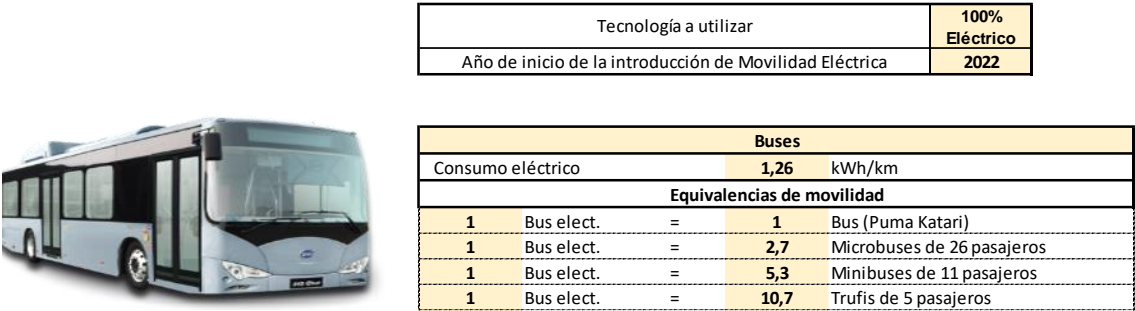 Tecnología a utilizar 100% Eléctrico
Año de inicio de la introducción de Movilidad Eléctrica 2022
Buses
Consumo eléctrico 1,26 kWh/km
Equivalencias de movilidad
1 Bus elect. = 1 Bus (Puma Katari)
1 Bus elect. = 2,7 Microbuses de 26 pasajeros
1 Bus elect. = 5,3 Minibuses de 11 pasajeros
1 Bus elect. = 10,7 Trufis de 5 pasajeros